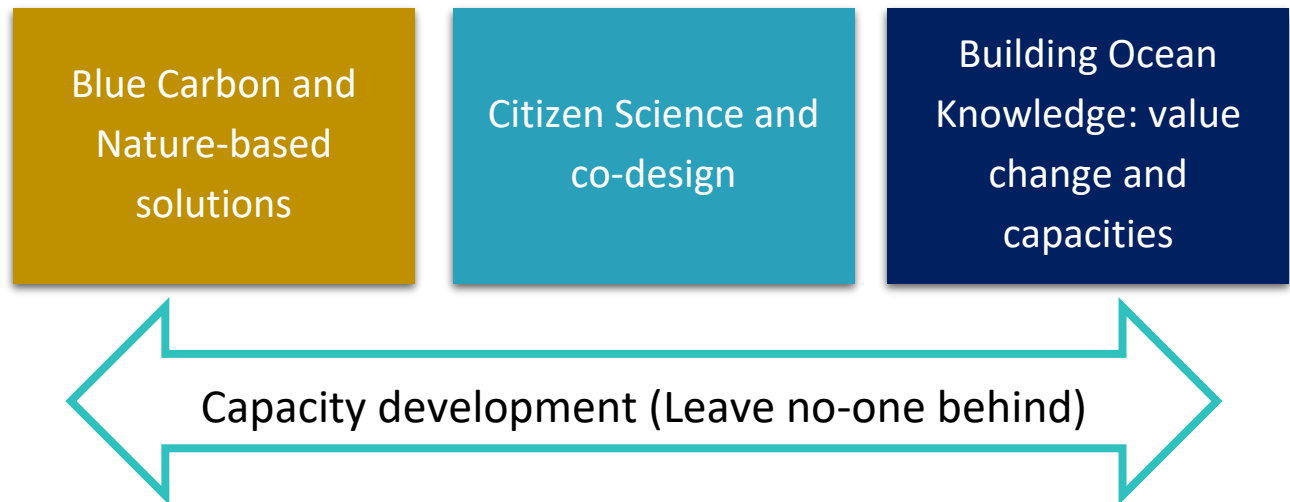 Blue Carbon and
Nature-based
solutions
Citizen Science and
co-design
Building Ocean
Knowledge: value
change and
capacities
Capacity development (Leave no-one behind)